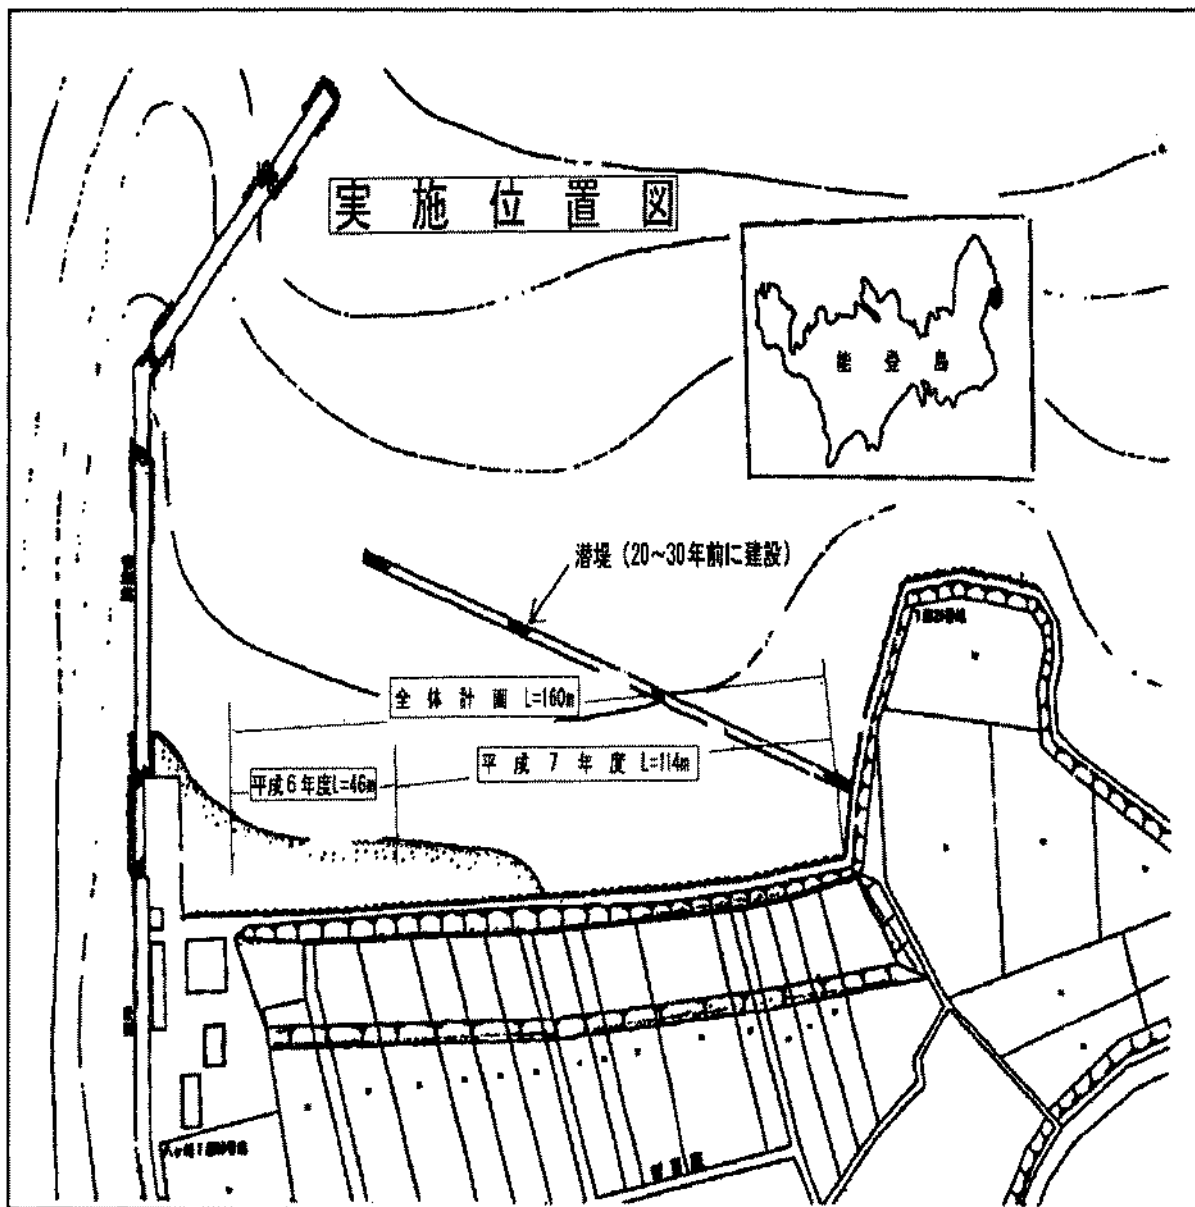 実施位置図
能登島
潜堤 (20～30年前に建設)
全体計画 L=160m
平成7年度 L=114m
平成6年度L=46m